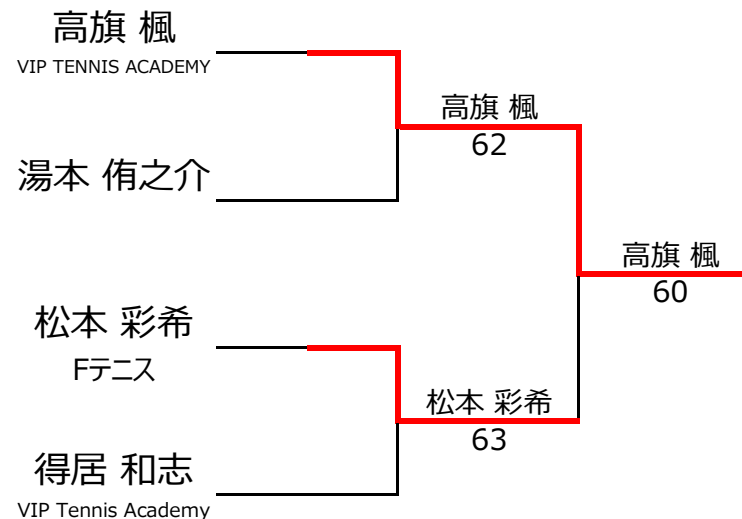 高旗 楓
VIP TENNIS ACADEMY
高旗 楓
62
湯本 侑之介
高旗 楓
60
松本 彩希
Fテニス
松本 彩希
63
得居 和志
VIP Tennis Academy